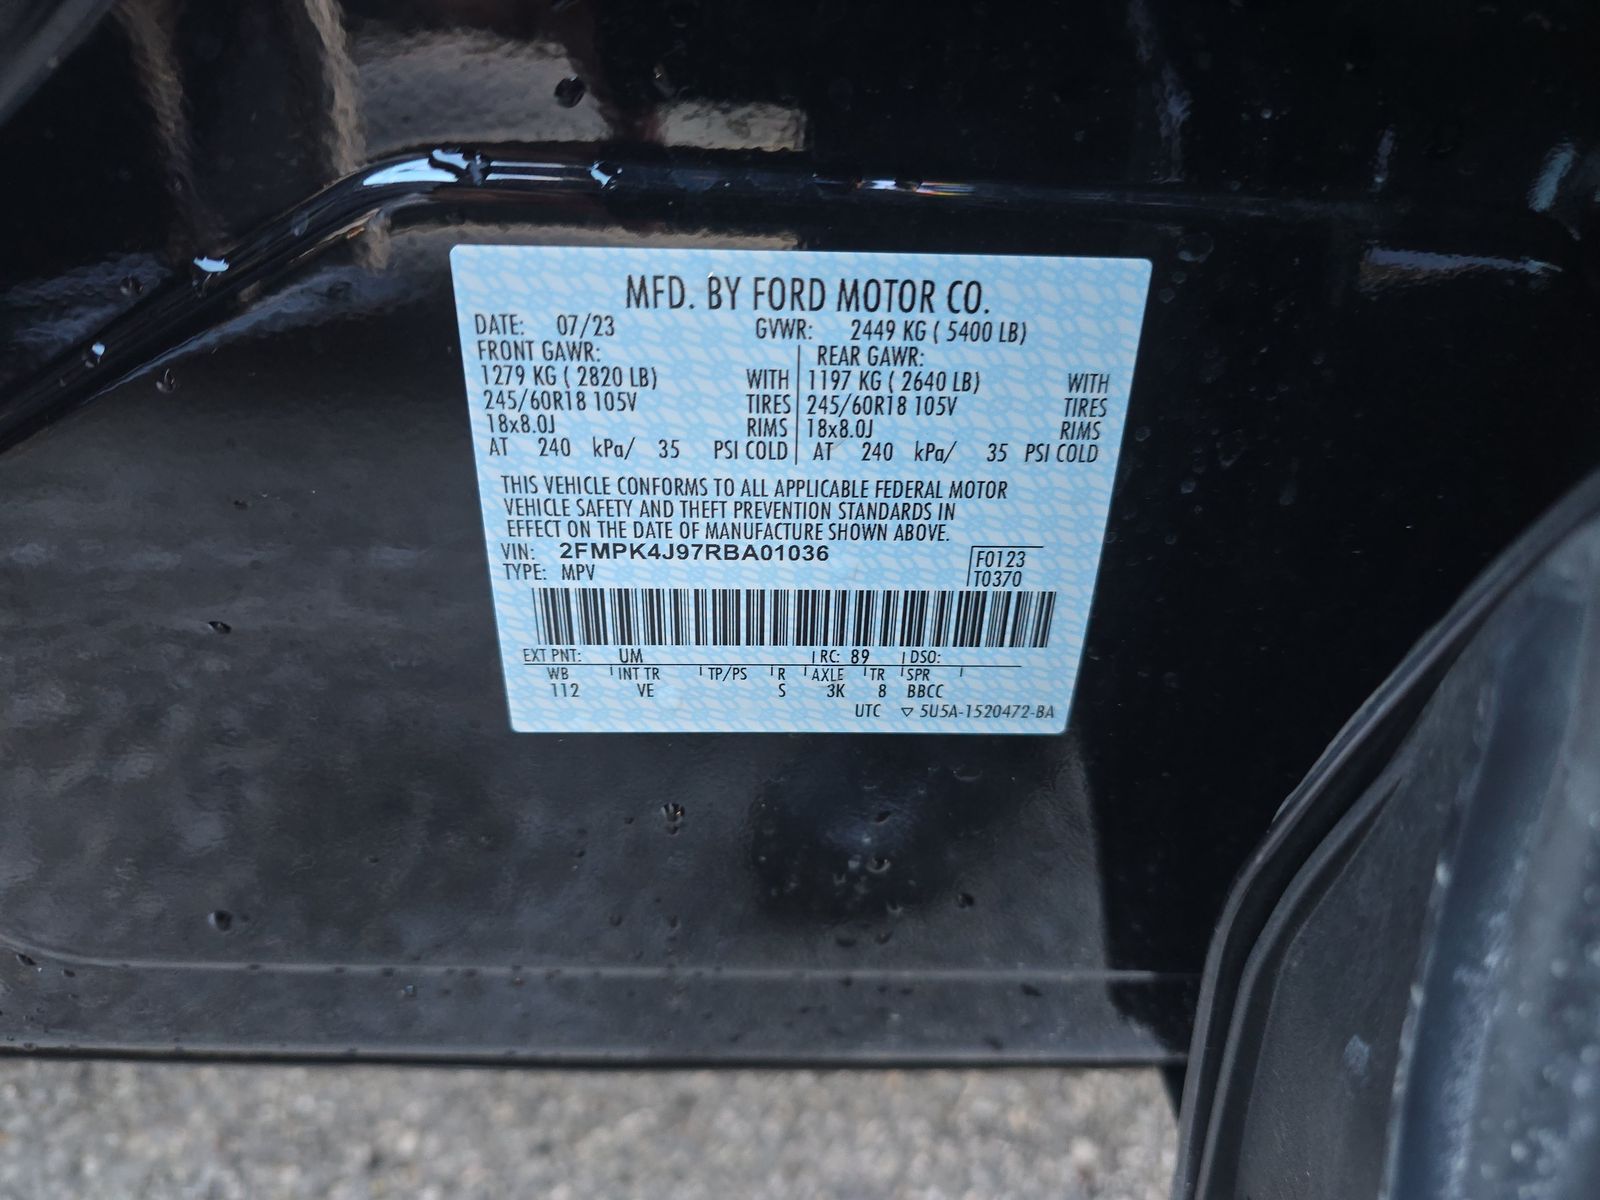 MFD. BY FORD MOTOR CO.
DATE: 07/23 GVWR: 2449 KG ( 5400 LB)
FRONT GAWR: REAR GAWR:
1279 KG ( 2820 LB) WITH 1197 KG ( 2640 LB) WITH
245/60R18 105V TIRES 245/60R18 105V TIRES
18x8.0J RIMS 18x8.0J RIMS
AT 240 kPa/ 35 PSI COLD AT 240 kPa/ 35 PSI COLD
THIS VEHICLE CONFORMS TO ALL APPLICABLE FEDERAL MOTOR
VEHICLE SAFETY AND THEFT PREVENTION STANDARDS IN
EFFECT ON THE DATE OF MANUFACTURE SHOWN ABOVE.
VIN: 2FMPK4J97RBA01036 F0123
TYPE: MPV T0370
EXT PNT: UM RC: 89 DSO:
WB INT TR TP/PS R AXLE TR SPR
112 VE S 3K 8 BBCC
UTC ▽ 5U5A-1520472-BA